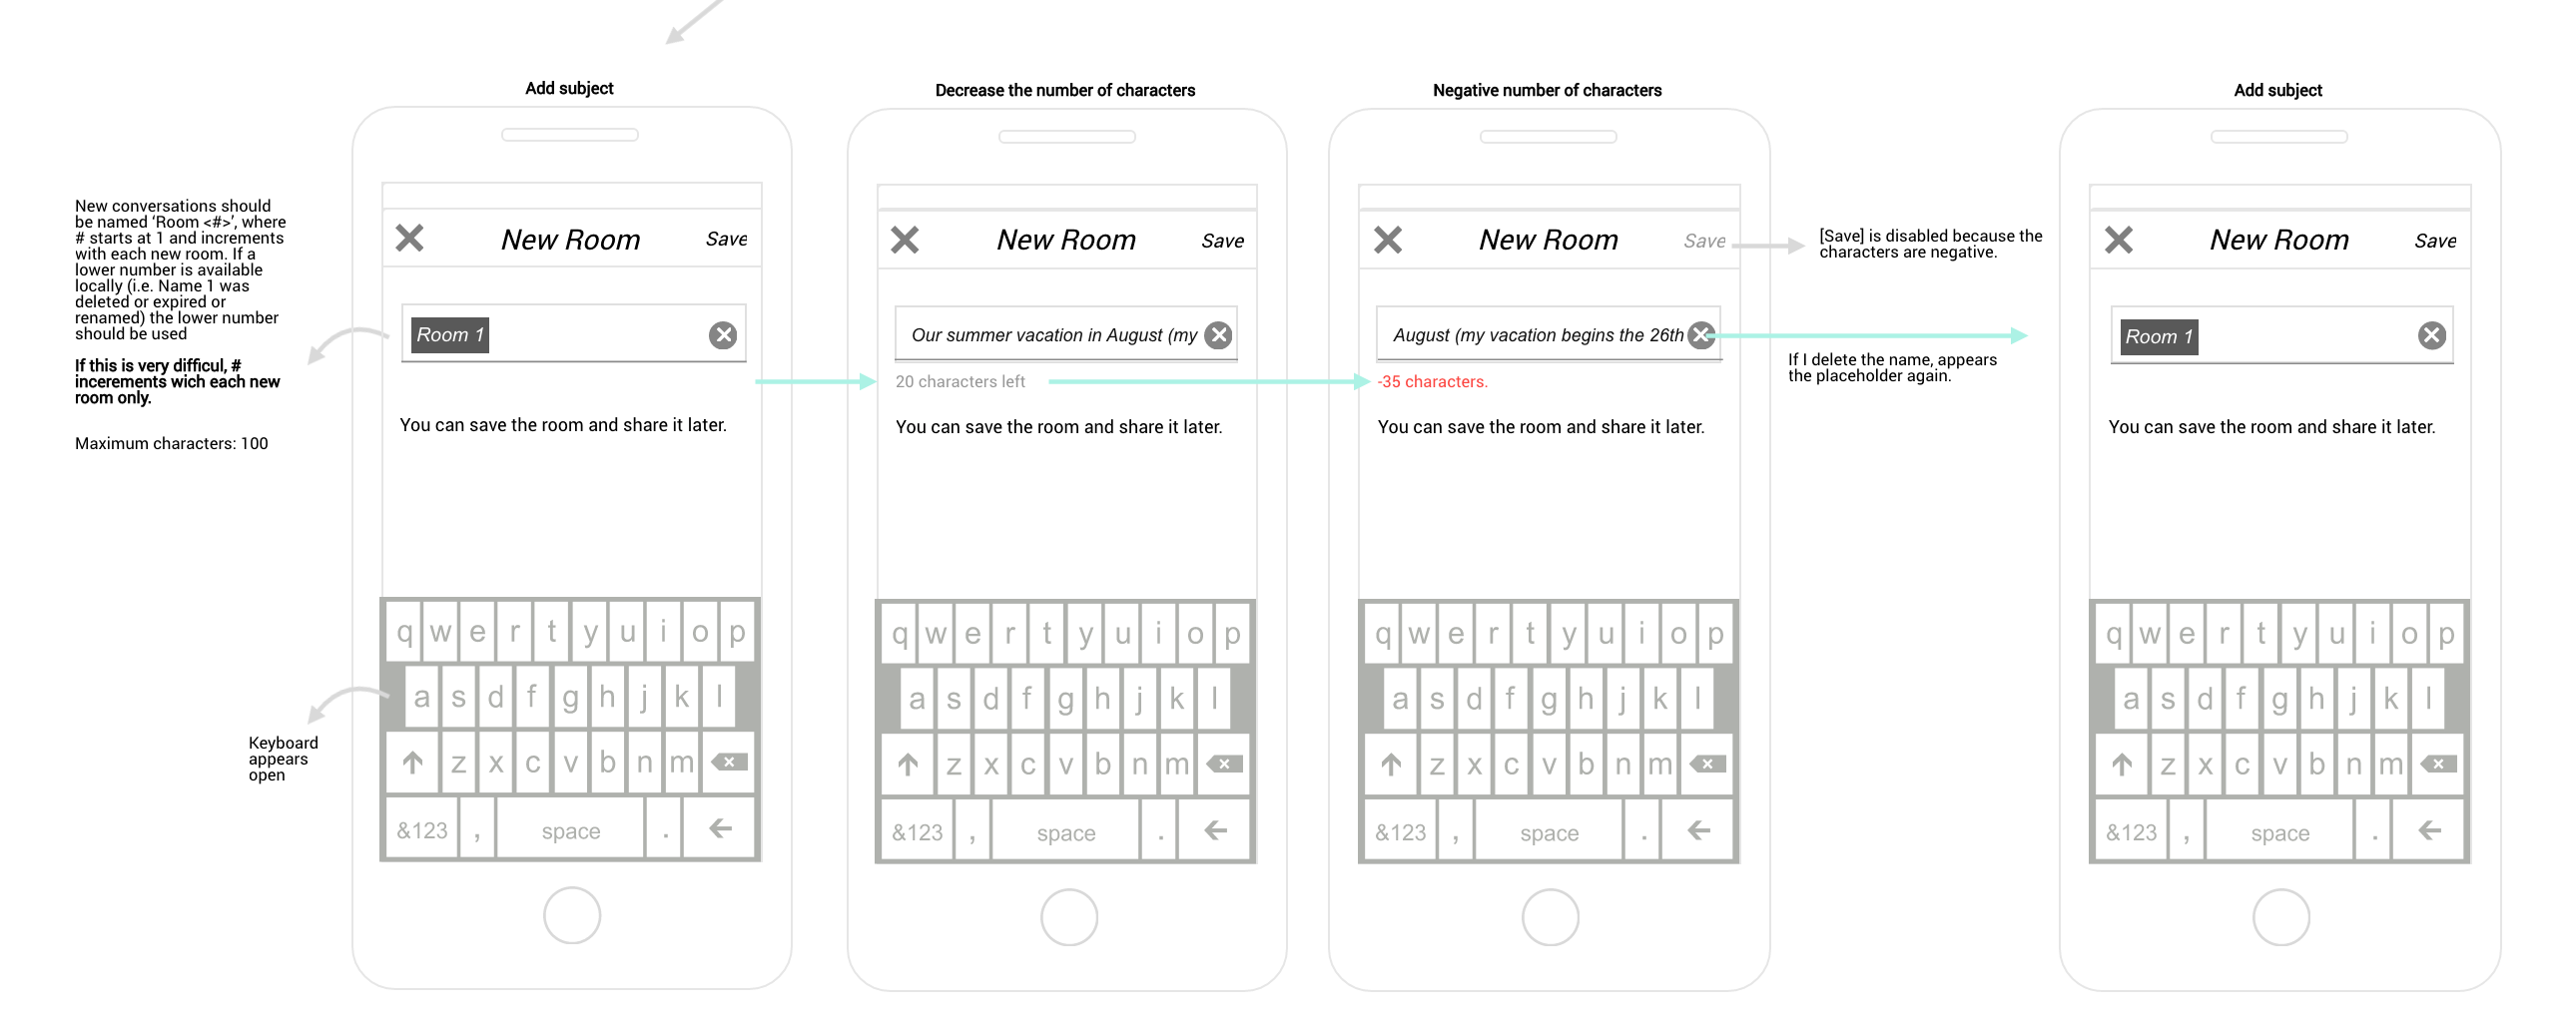 Add subject
New conversations should
be named ‘Room <#>’, where
# starts at 1 and increments
with each new room. If a
lower number is available
locally (i.e. Name 1 was
deleted or expired or
renamed) the lower number
should be used
If this is very difficul, #
increments wich each new
room only.
Maximum characters: 100
New Room
Save
Room 1
You can save the room and share it later.
Keyboard
appears
open
q w e r t y u i o p
a s d f g h j k l
z x c v b n m
&123 , space .
Decrease the number of characters
New Room
Save
Our summer vacation in August (my
20 characters left
You can save the room and share it later.
q w e r t y u i o p
a s d f g h j k l
z x c v b n m
&123 , space .
Negative number of characters
New Room
Save
August (my vacation begins the 26th
-35 characters.
You can save the room and share it later.
q w e r t y u i o p
a s d f g h j k l
z x c v b n m
&123 , space .
[Save] is disabled because the
characters are negative.
If I delete the name, appears
the placeholder again.
Add subject
New Room
Save
Room 1
You can save the room and share it later.
q w e r t y u i o p
a s d f g h j k l
z x c v b n m
&123 , space .